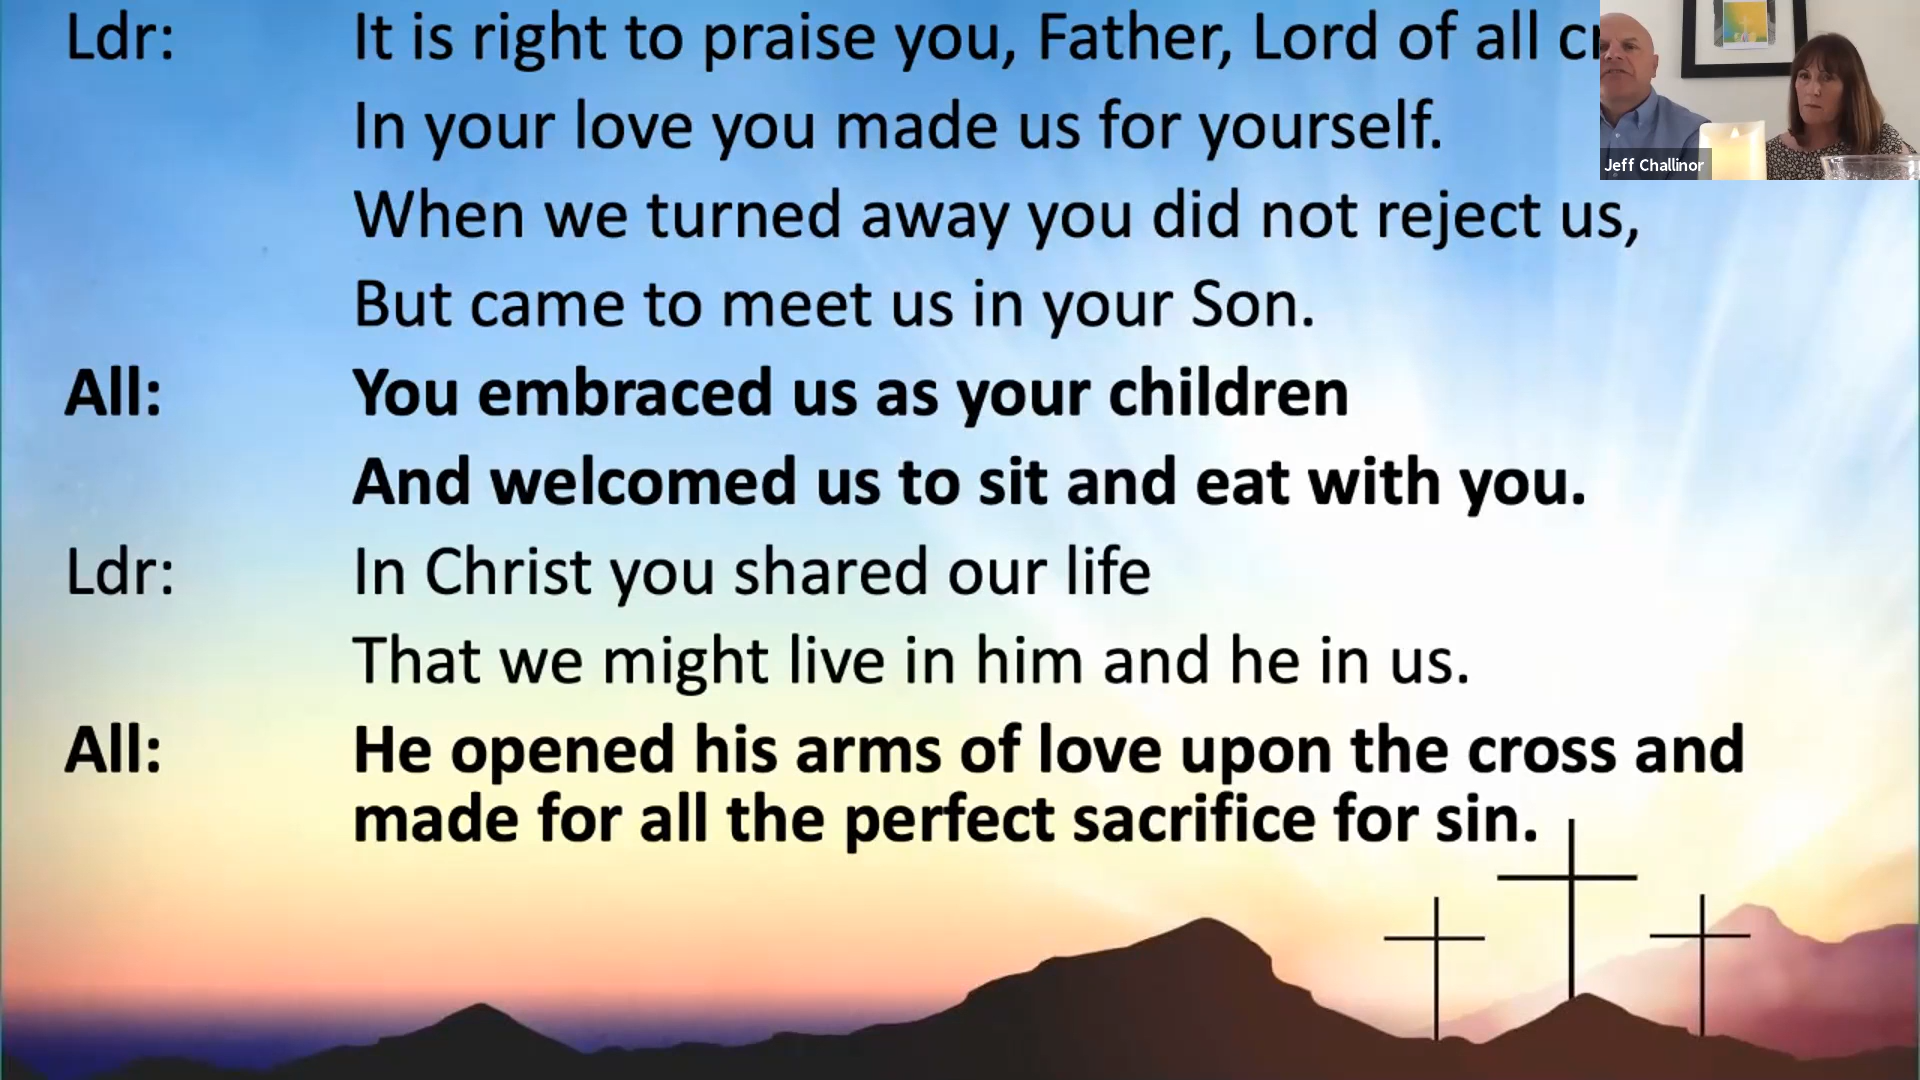 Ldr: It is right to praise you, Father, Lord of all
In your love you made us for yourself.
When we turned away you did not reject us,
But came to meet us in your Son.
All: You embraced us as your children
And welcomed us to sit and eat with you.
Ldr: In Christ you shared our life
That we might live in him and he in us.
All: He opened his arms of love upon the cross and
made for all the perfect sacrifice for sin.
Jeff Challinor